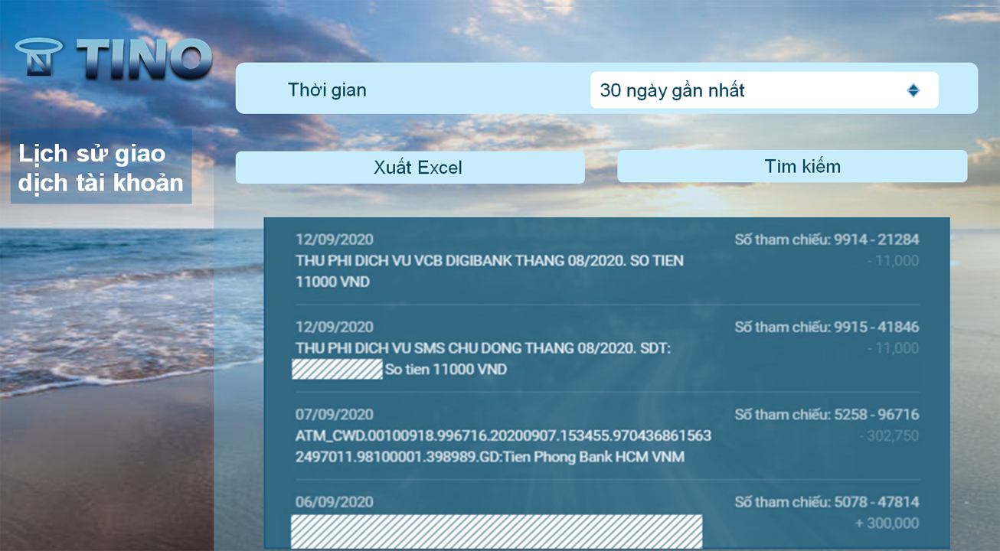 TINO
Thời gian
30 ngày gần nhất
Lịch sử giao
dịch tài khoản
Xuất Excel
Tìm kiếm
12/09/2020
Số tham chiếu: 9914 - 21284
THU PHI DICH VU VCB DIGIBANK THANG 08/2020. SO TIEN
- 11,000
11000 VND
12/09/2020
Số tham chiếu: 9915 - 41846
THU PHI DICH VU SMS CHU DONG THANG 08/2020. SDT:
- 11,000
So tien 11000 VND
07/09/2020
Số tham chiếu: 5258 - 96716
ATM_CWD.00100918.996716.20200907.153455.970436861563
- 302,750
2497011.98100001.398989.GD:Tien Phong Bank HCM VNM
06/09/2020
Số tham chiếu: 5078 - 47814
+ 300,000